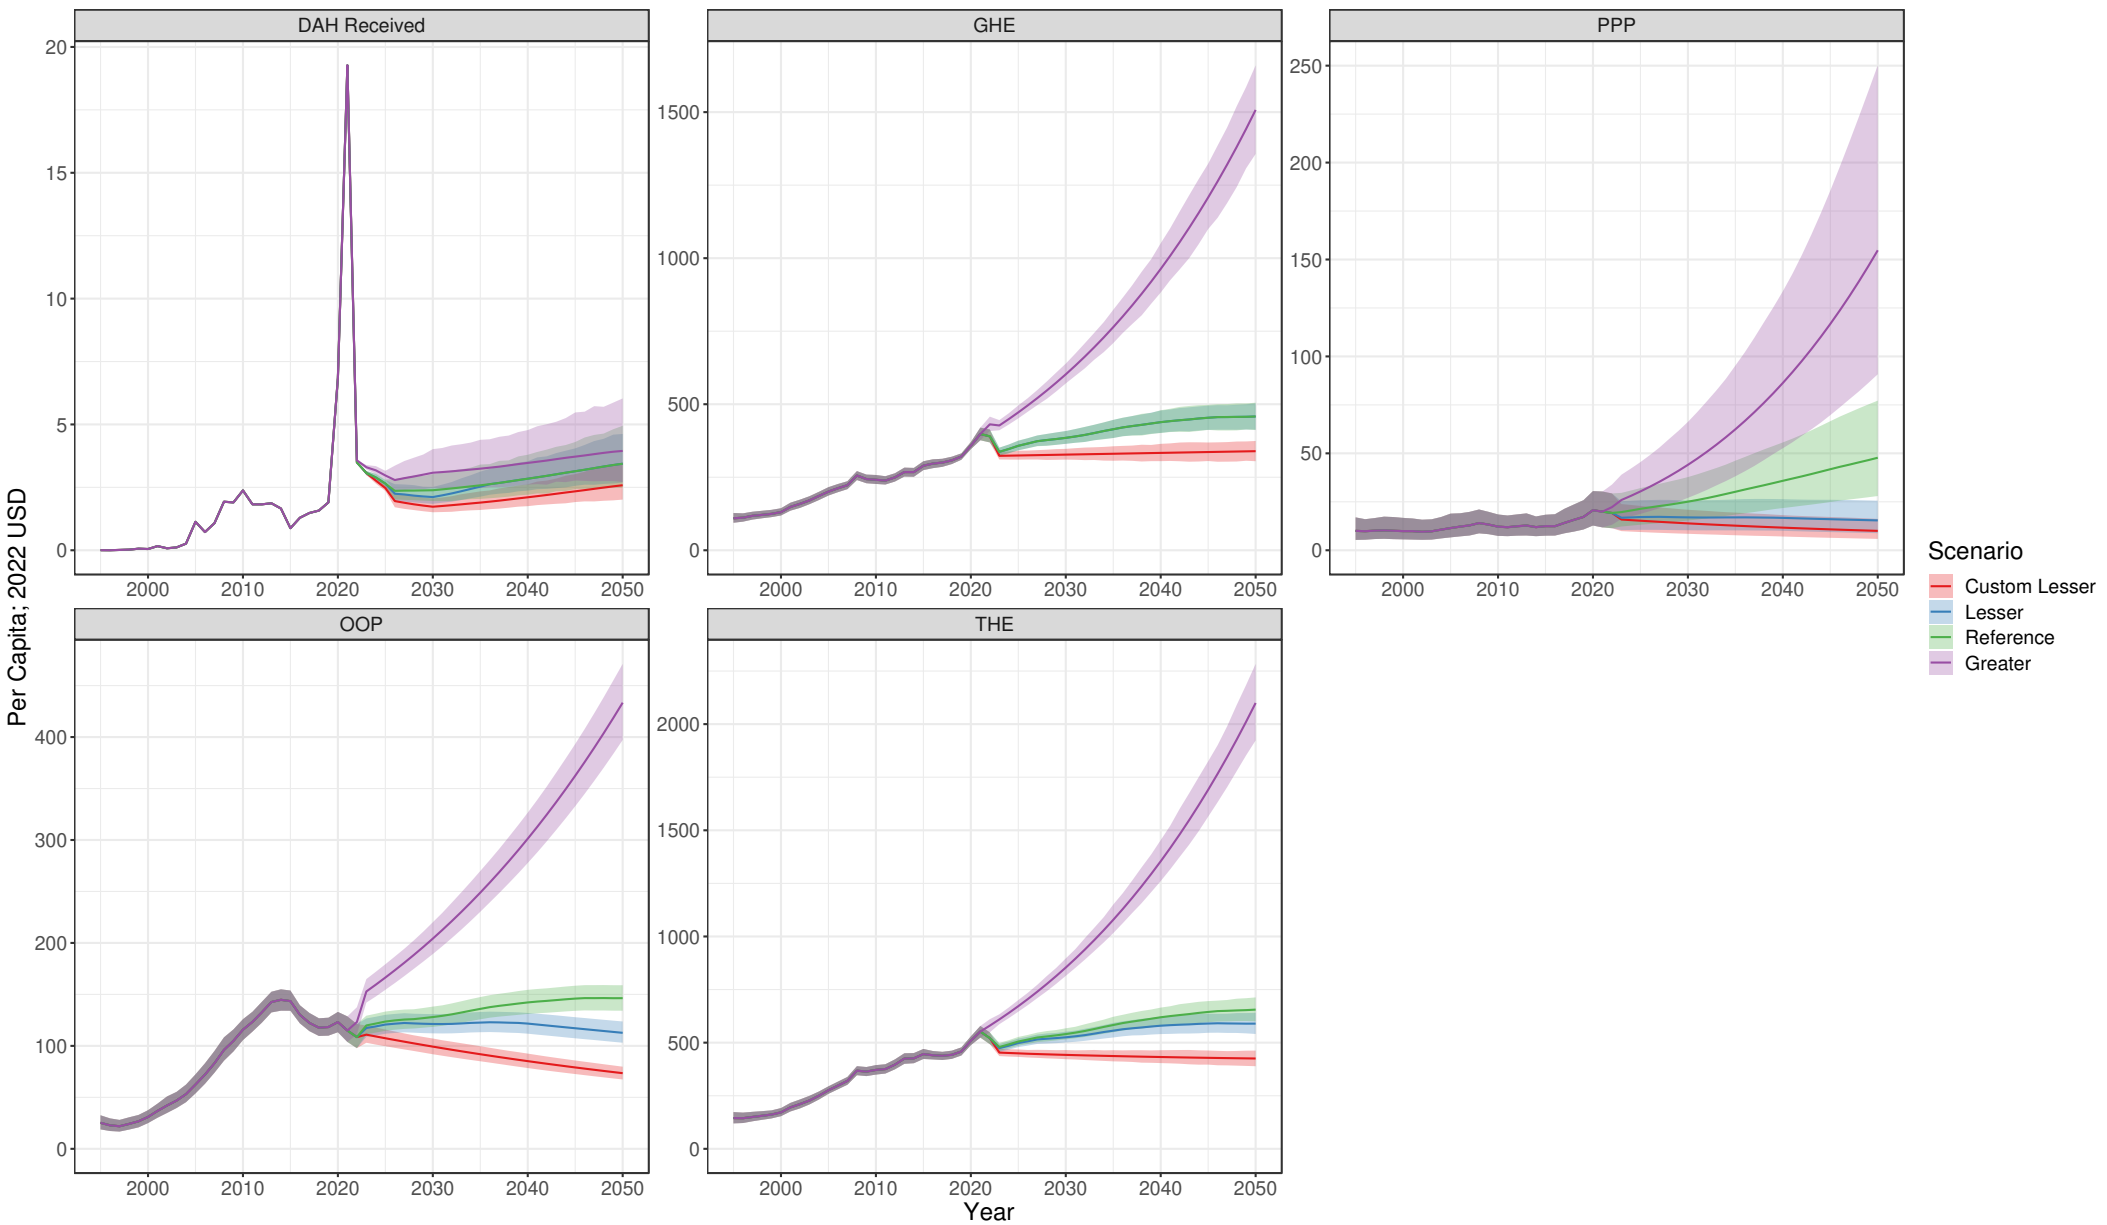 DAH Received
GHE
PPP
20
15
10
5
0
1500
1000
500
0
250
200
150
100
50
0
2000 2010 2020 2030 2040 2050
2000 2010 2020 2030 2040 2050
2000 2010 2020 2030 2040 2050
OOP
THE
400
300
200
100
0
2000
1500
1000
500
0
2000 2010 2020 2030 2040 2050
2000 2010 2020 2030 2040 2050
Per Capita; 2022 USD
Year
Scenario
Custom Lesser
Lesser
Reference
Greater